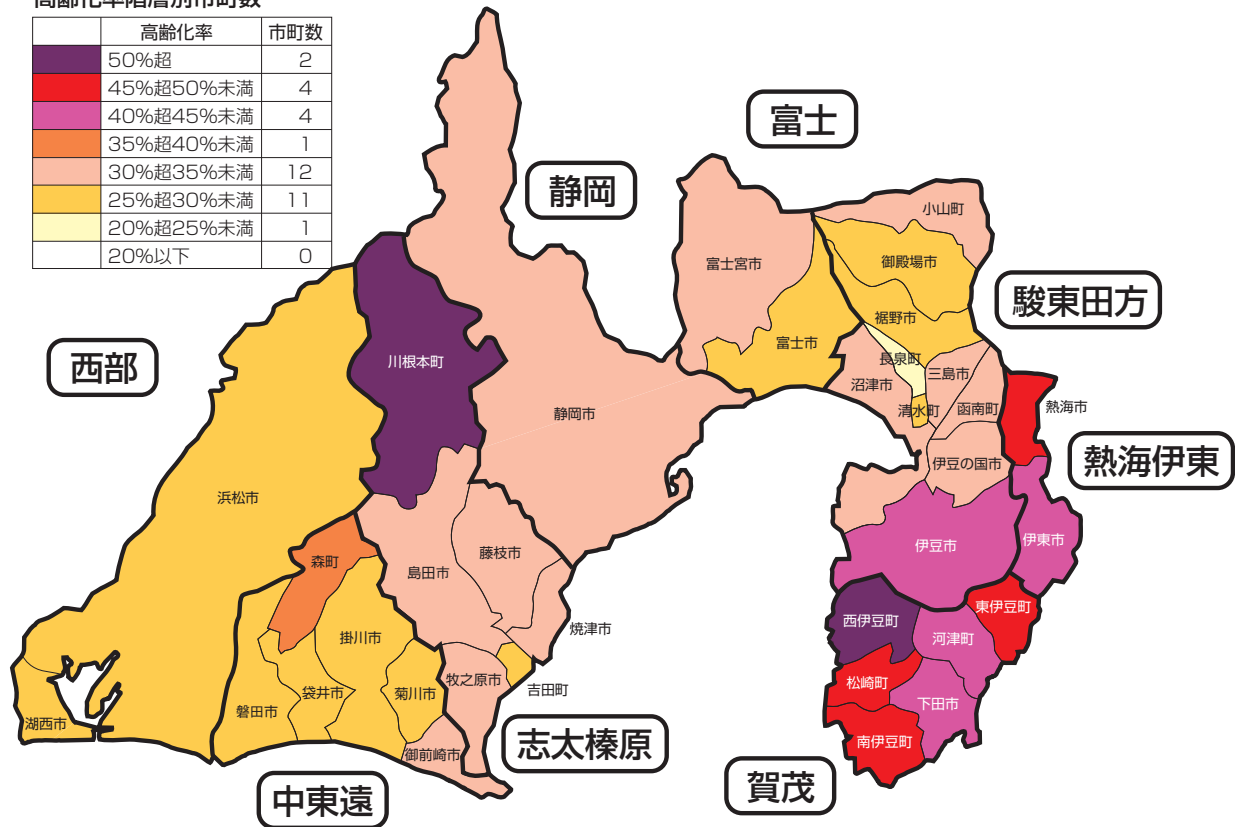 高齢化率階層別市町数
高齢化率 市町数
50%超 2
45%超50%未満 4
40%超45%未満 4
35%超40%未満 1
30%超35%未満 12
25%超30%未満 11
20%超25%未満 1
20%以下 0
富士
静岡
小山町
富士宮市
御殿場市
駿東田方
裾野市
富士市
西部
川根本町
長泉町
三島市
沼津市
清水町
函南町
熱海市
静岡市
熱海伊東
伊豆の国市
浜松市
伊豆市
伊東市
藤枝市
森町
島田市
東伊豆町
西伊豆町
焼津市
河津町
掛川市
牧之原市
松崎町
袋井市
菊川市
吉田町
下田市
磐田市
湖西市
志太榛原
南伊豆町
御前崎市
賀茂
中東遠